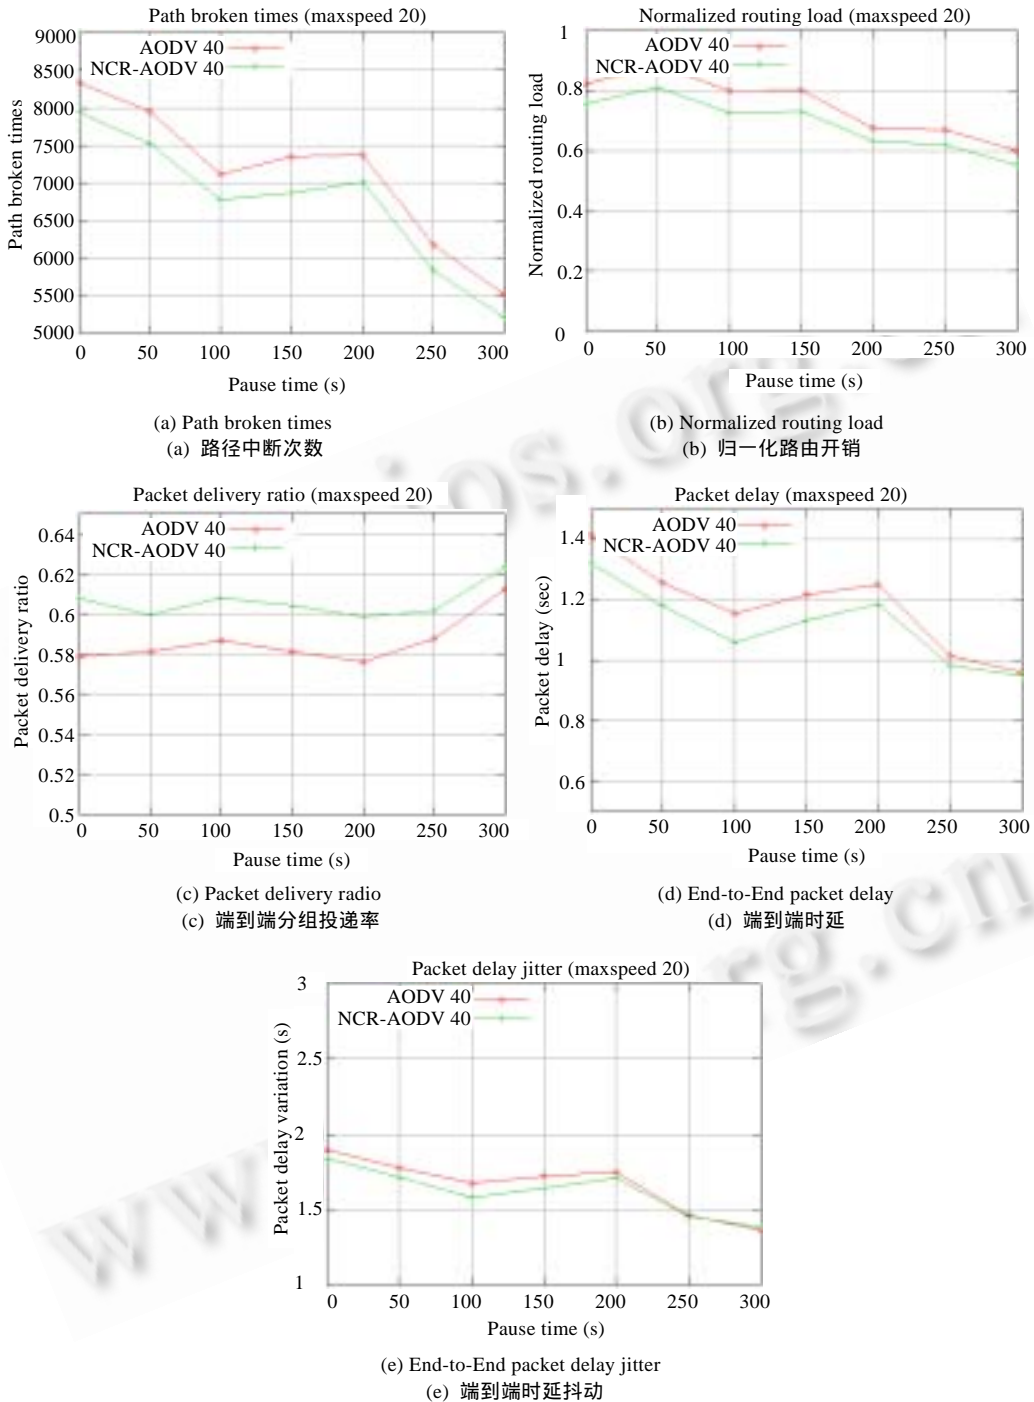 Path broken times (maxspeed 20)
9000
8500
8000
7500
7000
6500
6000
5500
5000
Path broken times
AODV 40
NCR-AODV 40
0 50 100 150 200 250 300
Pause time (s)
(a) Path broken times
(a) 路径中断次数
Normalized routing load (maxspeed 20)
1
0.8
0.6
0.4
0.2
0
Normalized routing load
AODV 40
NCR-AODV 40
0 50 100 150 200 250 300
Pause time (s)
(b) Normalized routing load
(b) 归一化路由开销
Packet delivery ratio (maxspeed 20)
0.64
0.62
0.6
0.58
0.56
0.54
0.52
0.5
Packet delivery ratio
AODV 40
NCR-AODV 40
0 50 100 150 200 250 300
Pause time (s)
(c) Packet delivery radio
(c) 端到端分组投递率
Packet delay (maxspeed 20)
1.4
1.2
1
0.8
0.6
Packet delay (sec)
AODV 40
NCR-AODV 40
0 50 100 150 200 250 300
Pause time (s)
(d) End-to-End packet delay
(d) 端到端时延
Packet delay jitter (maxspeed 20)
3
2.5
2
1.5
1
Packet delay variation (s)
AODV 40
NCR-AODV 40
0 50 100 150 200 250 300
Pause time (s)
(e) End-to-End packet delay jitter
(e) 端到端时延抖动